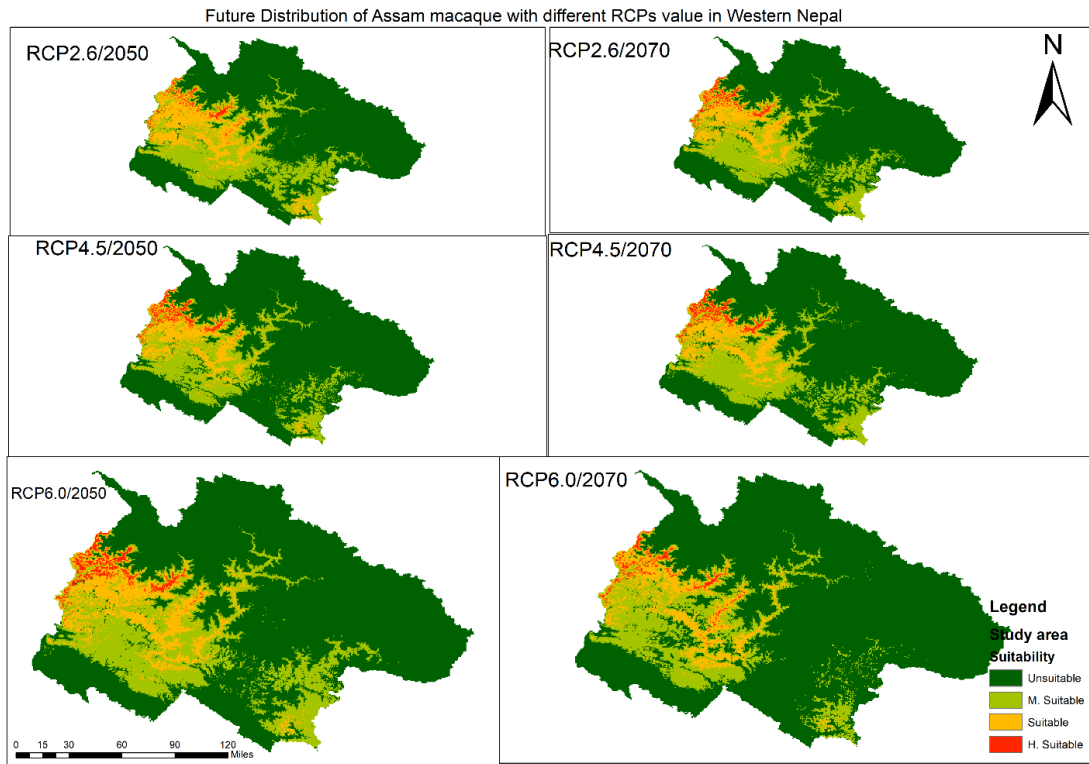 Future Distribution of Assam macaque with different RCPs value in Western Nepal
RCP2.6/2050
RCP2.6/2070
N
RCP4.5/2050
RCP4.5/2070
RCP6.0/2050
RCP6.0/2070
Legend
Study area
Suitability
Unsuitable
M. Suitable
Suitable
H. Suitable
0 15 30 60 90 120
Miles